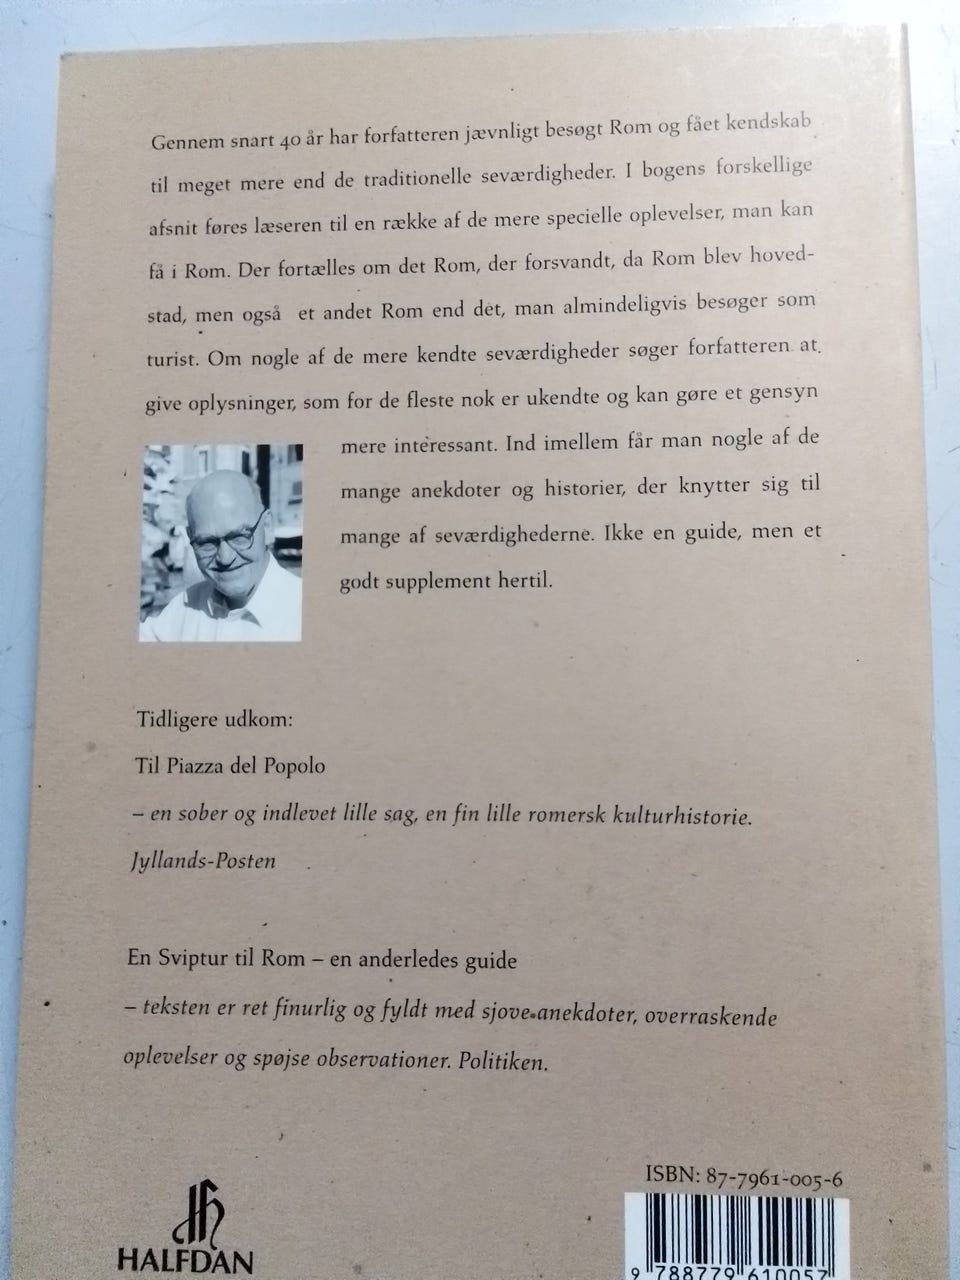 Gennem snart 40 år har forfatteren jævnligt besøgt Rom og fået kendskab
til meget mere end de traditionelle seværdigheder. I bogens forskellige
afsnit føres læseren til en række af de mere specielle oplevelser, man kan
få i Rom. Der fortælles om det Rom, der forsvandt, da Rom blev hoved-
stad, men også et andet Rom end det, man almindeligvis besøger som
turist. Om nogle af de mere kendte seværdigheder søger forfatteren at
give oplysninger, som for de fleste nok er ukendte og kan gøre et gensyn
mere interessant. Ind imellem får man nogle af de
mange anekdoter og historier, der knytter sig til
mange af seværdighederne. Ikke en guide, men et
godt supplement hertil.
Tidligere udkom:
Til Piazza del Popolo
– en sober og indlevet lille sag, en fin lille romersk kulturhistorie.
Jyllands-Posten
En Sviptur til Rom – en anderledes guide
– teksten er ret finurlig og fyldt med sjove anekdoter, overraskende
oplevelser og spøjse observationer. Politiken.
ISBN: 87-7961-005-6
HALFDAN
9 788779 610057